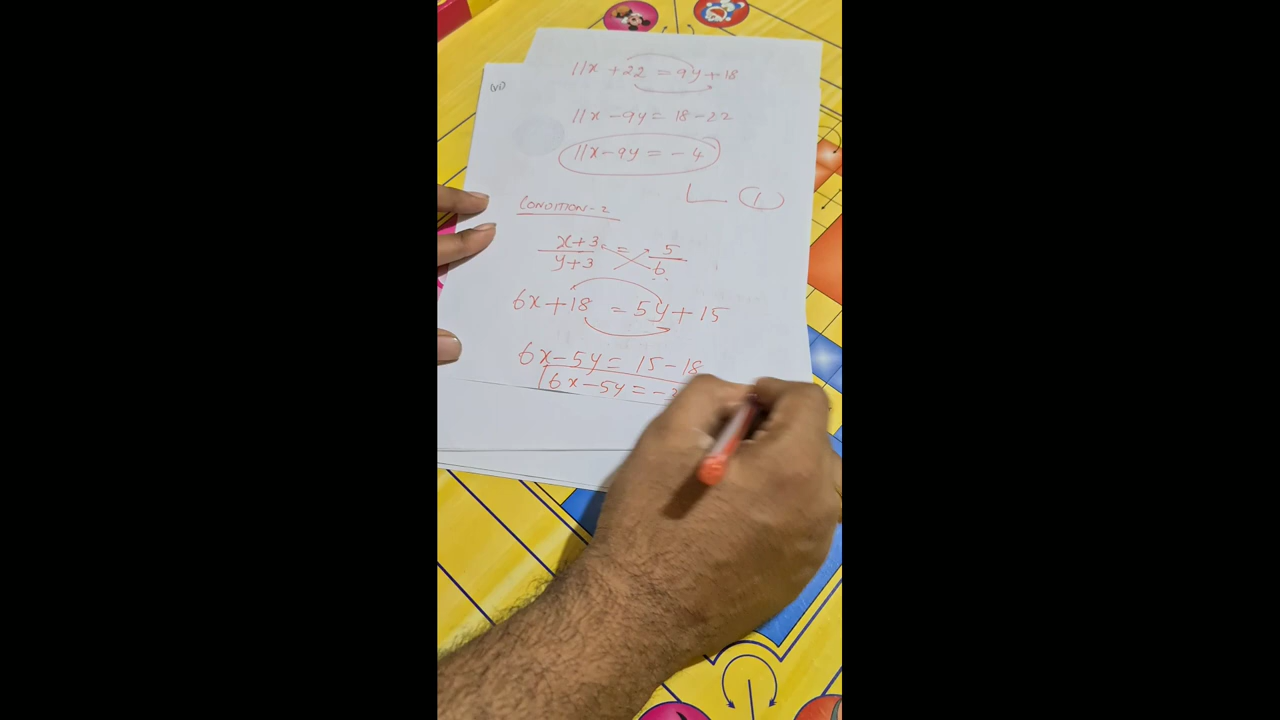 11x + 22 = 9y + 18
11x - 9y = 18 - 22
11x - 9y = - 4
1
CONDITION - 2
x+3 / y+3 = 5 / 6
6x + 18 = 5y + 15
6x - 5y = 15 - 18
6x - 5y = - 3